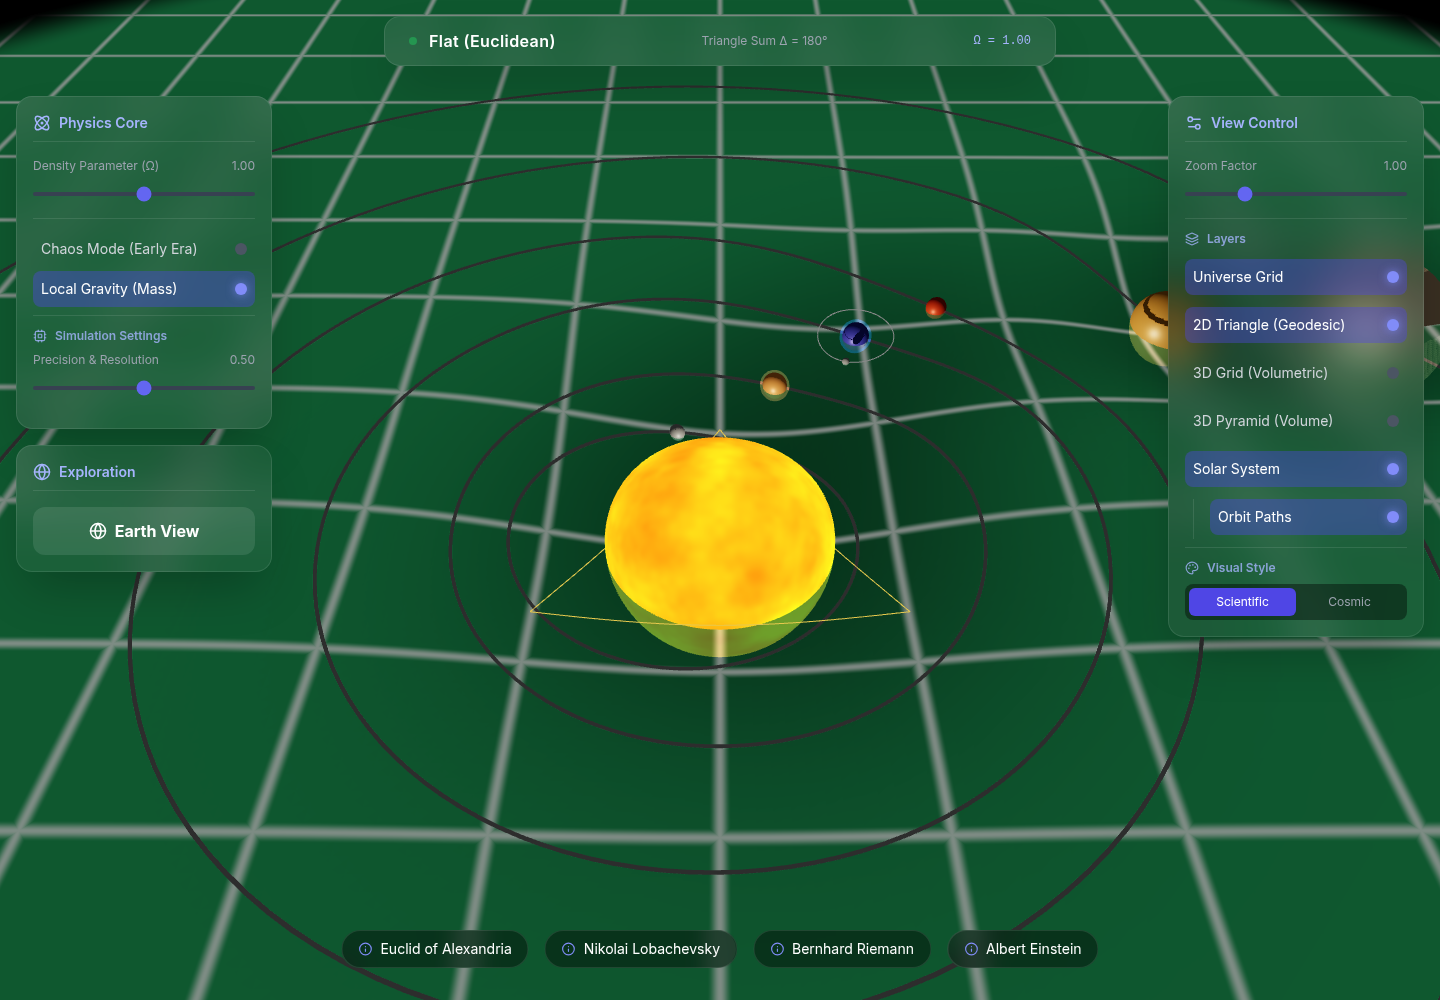 Flat (Euclidean)
Triangle Sum Δ = 180°
Ω = 1.00
Physics Core
Density Parameter (Ω) 1.00
Chaos Mode (Early Era)
Local Gravity (Mass)
Simulation Settings
Precision & Resolution 0.50
Exploration
Earth View
View Control
Zoom Factor 1.00
Layers
Universe Grid
2D Triangle (Geodesic)
3D Grid (Volumetric)
3D Pyramid (Volume)
Solar System
Orbit Paths
Visual Style
Scientific Cosmic
Euclid of Alexandria
Nikolai Lobachevsky
Bernhard Riemann
Albert Einstein